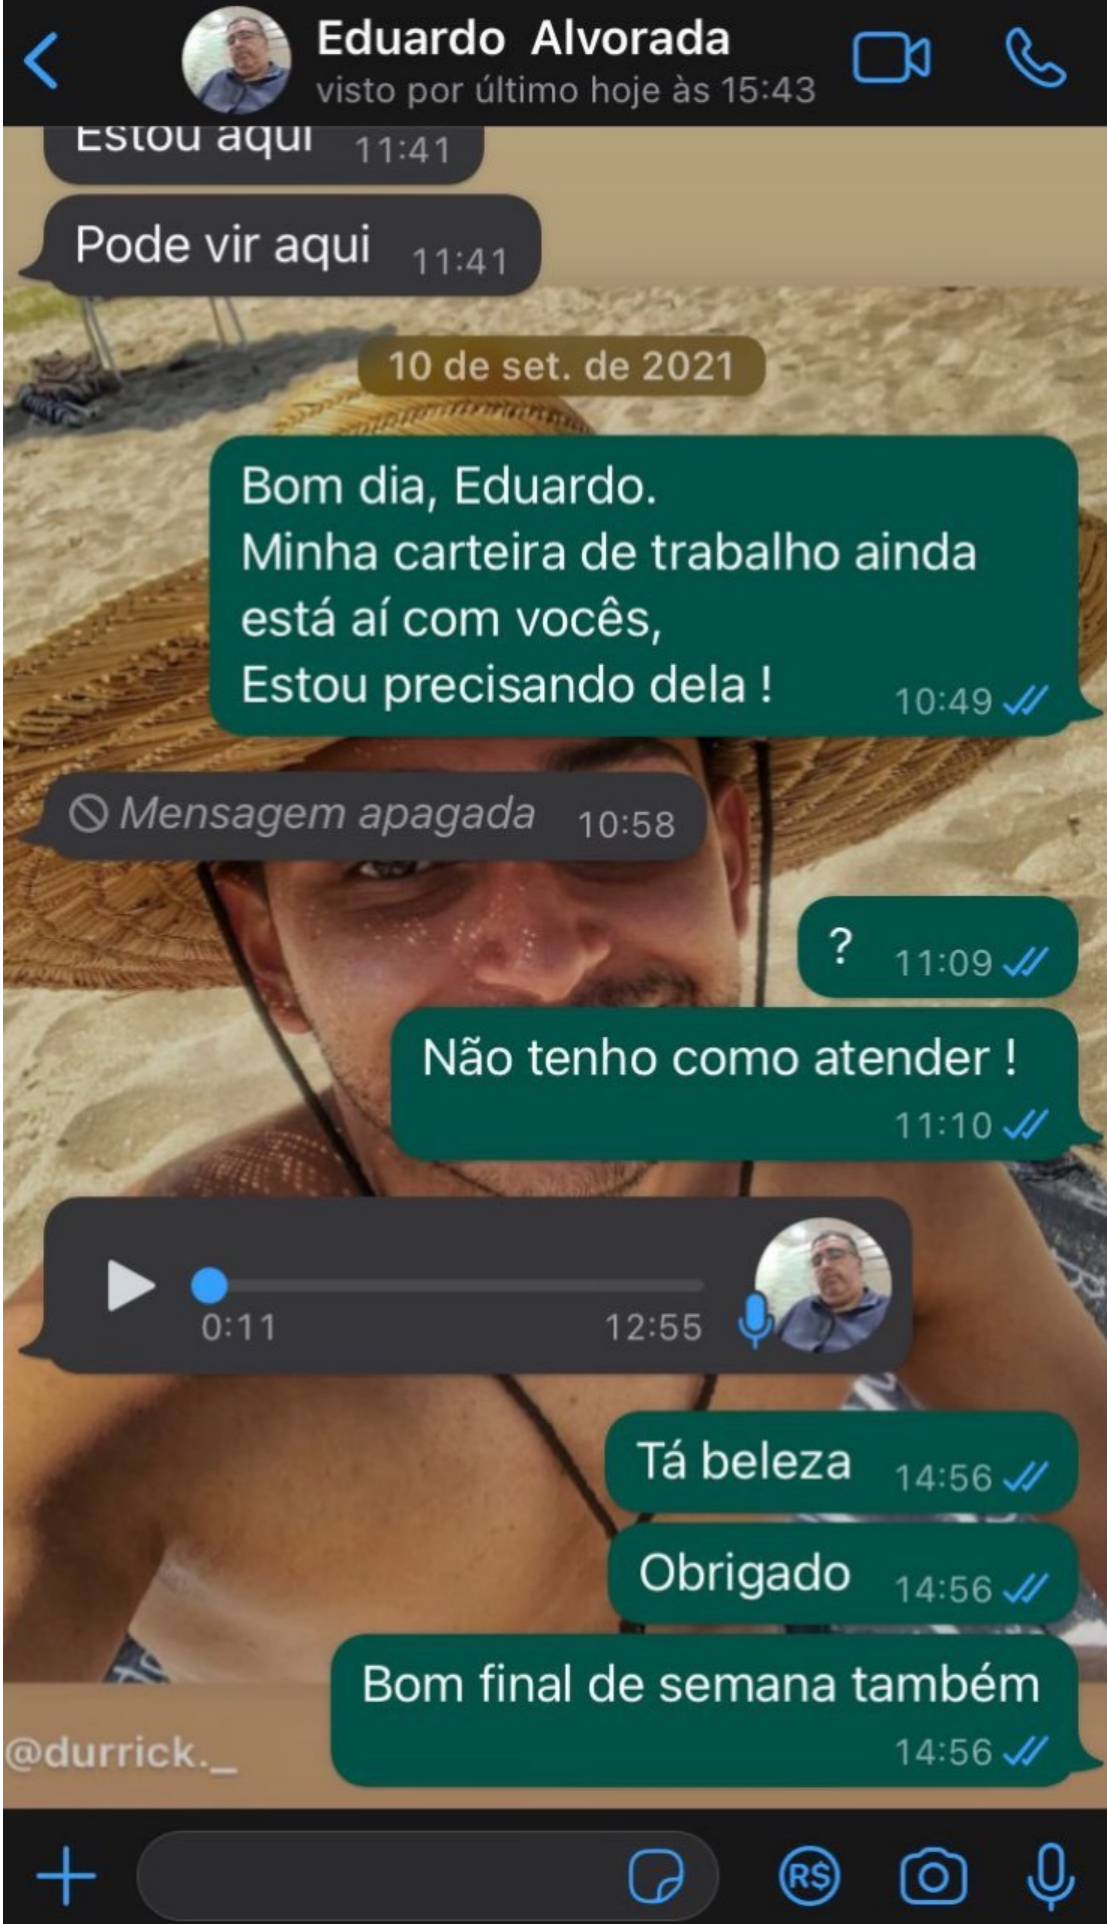 Eduardo Alvorada
visto por último hoje às 15:43
Estou aqui 11:41
Pode vir aqui 11:41
10 de set. de 2021
Bom dia, Eduardo.
Minha carteira de trabalho ainda
está aí com vocês,
Estou precisando dela !
10:49
Mensagem apagada 10:58
? 11:09
Não tenho como atender !
11:10
0:11 12:55
Tá beleza 14:56
Obrigado 14:56
Bom final de semana também
14:56
@durrick._
R$